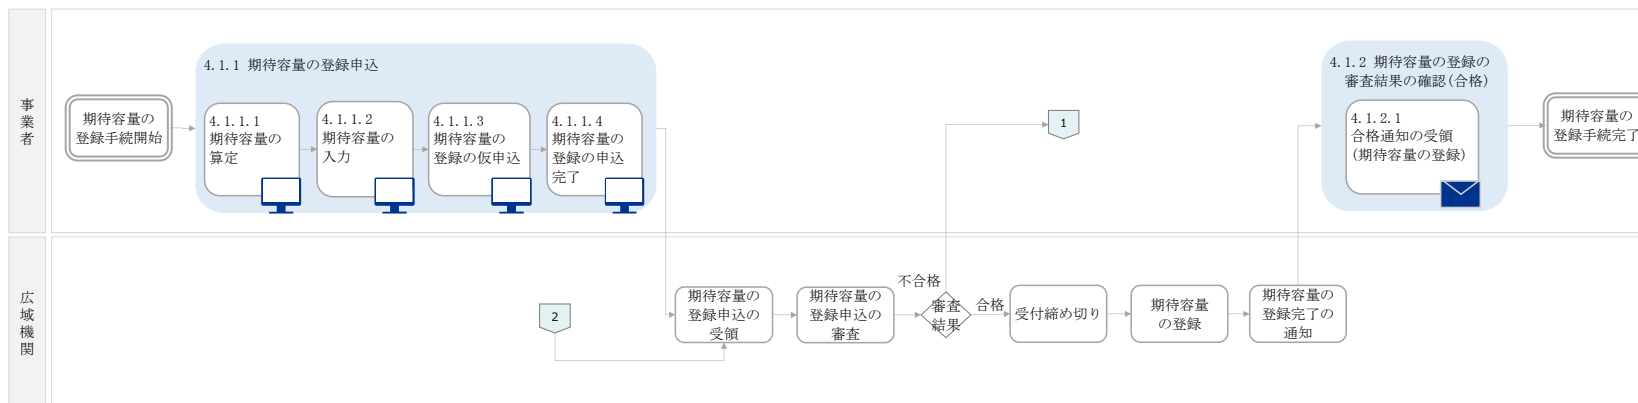 事業者
期待容量の
登録手続開始
4.1.1 期待容量の登録申込
4.1.1.1
期待容量の
算定
4.1.1.2
期待容量の
入力
4.1.1.3
期待容量の
登録の仮申込
4.1.1.4
期待容量の
登録の申込
完了
1
4.1.2 期待容量の登録の
審査結果の確認(合格)
4.1.2.1
合格通知の受領
(期待容量の登録)
期待容量の
登録手続完了
広域機関
2
期待容量の
登録申込の
受領
期待容量の
登録申込の
審査
不合格
審査
結果
合格
受付締め切り
期待容量
の登録
期待容量の
登録完了の
通知